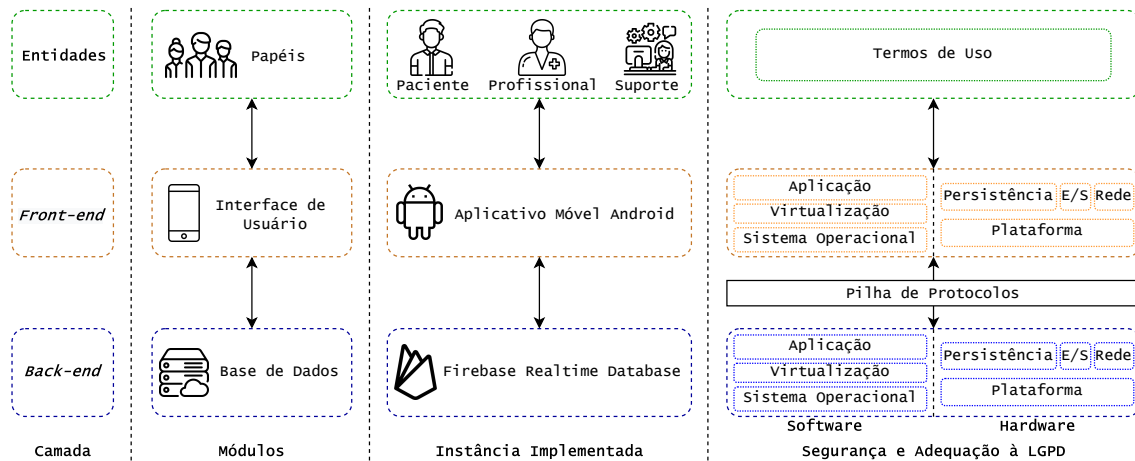 Entidades
Papéis
Paciente Profissional Suporte
Termos de Uso
Front-end
Interface de
Usuário
Aplicativo Móvel Android
Aplicação
Virtualização
Sistema Operacional
Persistência E/S Rede
Plataforma
Pilha de Protocolos
Back-end
Base de Dados
Firebase Realtime Database
Aplicação
Virtualização
Sistema Operacional
Persistência E/S Rede
Plataforma
Software Hardware
Camada Módulos Instância Implementada Segurança e Adequação à LGPD